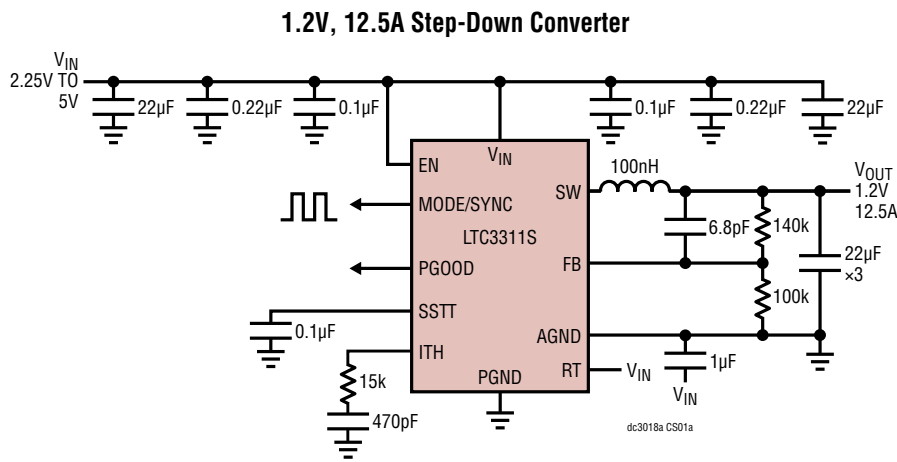 1.2V, 12.5A Step-Down Converter
VIN
2.25V TO
5V
22µF
0.22µF
0.1µF
0.1µF
0.22µF
22µF
EN
VIN
SW
100nH
VOUT
1.2V
12.5A
MODE/SYNC
LTC3311S
6.8pF
140k
22µF
×3
PGOOD
FB
100k
SSTT
0.1µF
AGND
ITH
RT
VIN
1µF
VIN
15k
PGND
470pF
dc3018a CS01a